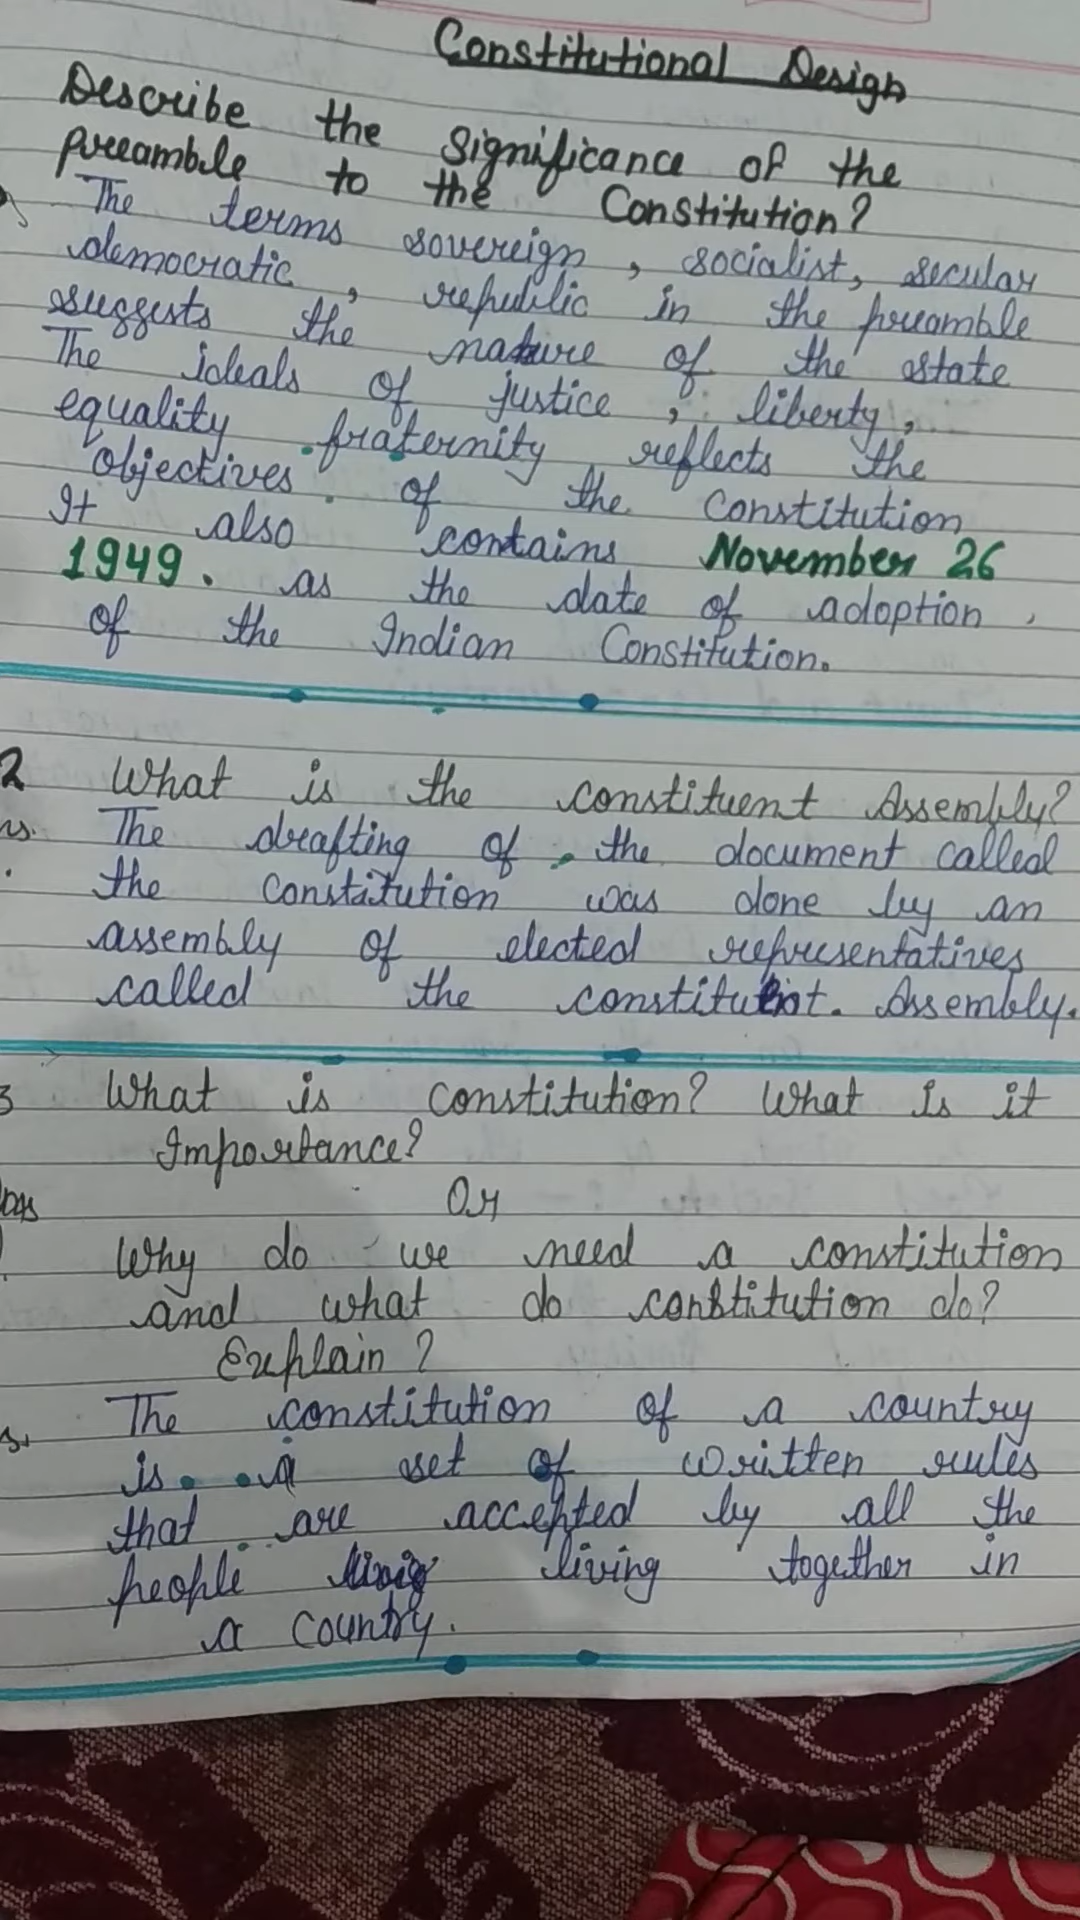 Constitutional Design
Describe the Significance of the
preeamble to the Constitution?
The terms sovereign, socialist, secular
democratic, republic in the preamble
suggests the nature of the state
The ideals of justice, liberty,
equality fraternity reflects the
objectives of the Constitution
It also contains November 26
1949. as the date of adoption
of the Indian Constitution.
2 What is the constituent Assembly?
ns. The drafting of the document called
the Constitution was done by an
assembly of elected representatives
called the constituent. Assembly.
3 What is constitution? What Is it
Importance?
Or
Why do we need a constitution
and what do constitution do?
Explain?
The constitution of a country
is a set of written rules
that are accepted by all the
people living together in
a country.